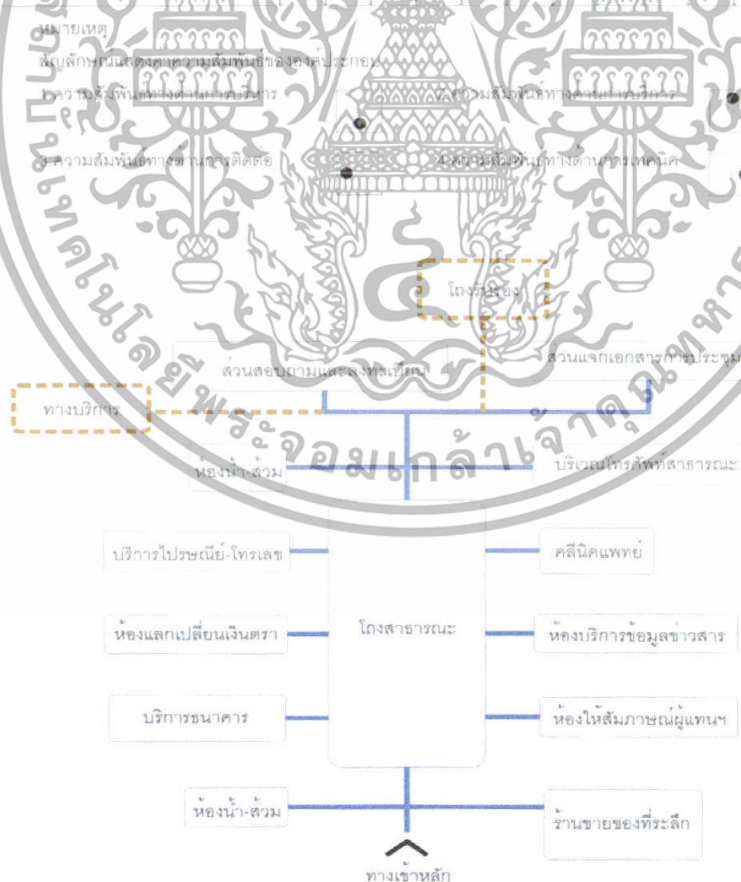 หมายเหตุ
สัญลักษณ์แสดงค่าความสัมพันธ์ขององค์ประกอบ
1.ความสัมพันธ์ทางด้านการบริหาร
2.ความสัมพันธ์ทางด้านการบริการ
3.ความสัมพันธ์ทางด้านการติดต่อ
4.ความสัมพันธ์ทางด้านการเทคนิค
โถงรับรอง
ส่วนสอบถามและลงทะเบียน
ส่วนแจกเอกสารการประชุม
ทางบริการ
ห้องน้ำ-ส้วม
บริเวณโทรศัพท์สาธารณะ
บริการไปรษณีย์-โทรเลข
คลีนิคแพทย์
โถงสาธารณะ
ห้องแลกเปลี่ยนเงินตรา
ห้องบริการข้อมูลข่าวสาร
บริการธนาคาร
ห้องให้สัมภาษณ์ผู้แทนฯ
ห้องน้ำ-ส้วม
ร้านขายของที่ระลึก
ทางเข้าหลัก
เทคโนโลยีพระจอมเกล้าเจ้าคุณทหาร